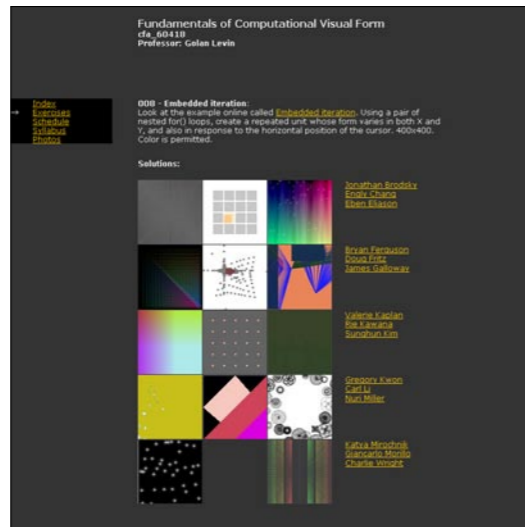 Fundamentals of Computational Visual Form
cfa_60418
Professor: Golan Levin
Index
Exercises
Schedule
Syllabus
Photos
008 - Embedded iteration:
Look at the example online called Embedded iteration. Using a pair of
nested for() loops, create a repeated unit whose form varies in both X and
Y, and also in response to the horizontal position of the cursor. 400x400.
Color is permitted.
Solutions:
Jonathan Brodsky
Engly Chang
Eben Eliason
Bryan Ferguson
Doug Fritz
James Galloway
Valerie Kaplan
Rie Kawana
Sunghun Kim
Gregory Kwon
Carl Li
Nuri Miller
Katya Mirochnik
Giancarlo Morillo
Charlie Wright